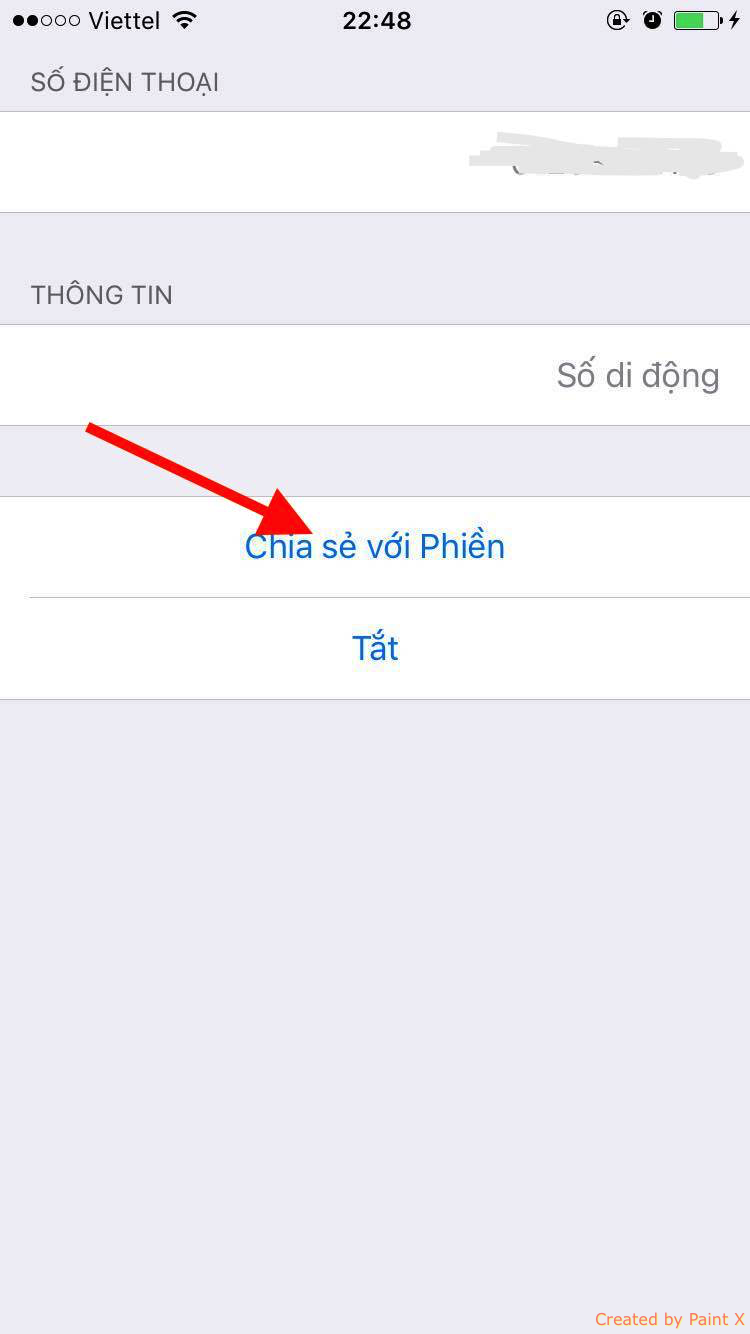 Viettel 22:48
SỐ ĐIỆN THOẠI
THÔNG TIN
Số di động
Chia sẻ với Phiền
Tắt
Created by Paint X